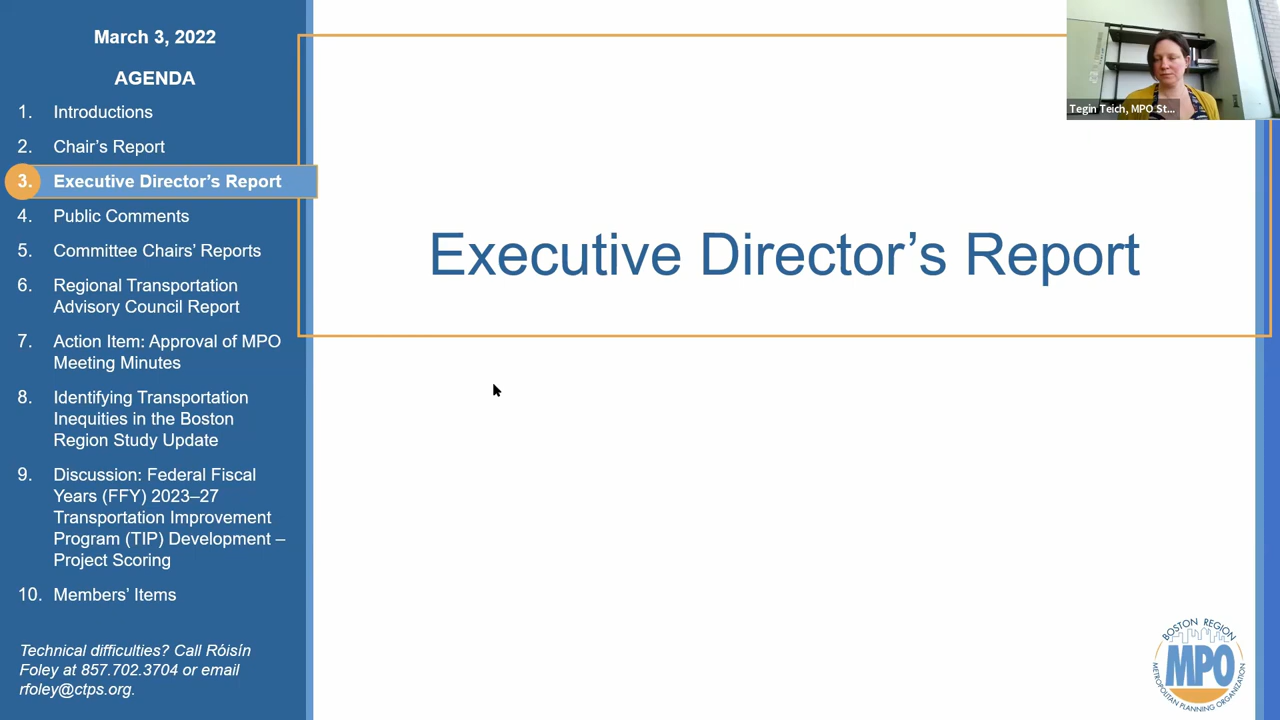 March 3, 2022
AGENDA
1. Introductions
2. Chair's Report
3. Executive Director's Report
4. Public Comments
5. Committee Chairs' Reports
6. Regional Transportation
Advisory Council Report
7. Action Item: Approval of MPO
Meeting Minutes
8. Identifying Transportation
Inequities in the Boston
Region Study Update
9. Discussion: Federal Fiscal
Years (FFY) 2023–27
Transportation Improvement
Program (TIP) Development –
Project Scoring
10. Members' Items
Technical difficulties? Call Róisín
Foley at 857.702.3704 or email
rfoley@ctps.org.
Executive Director's Report
Tegin Teich, MPO St...
BOSTON REGION
MPO
METROPOLITAN PLANNING ORGANIZATION